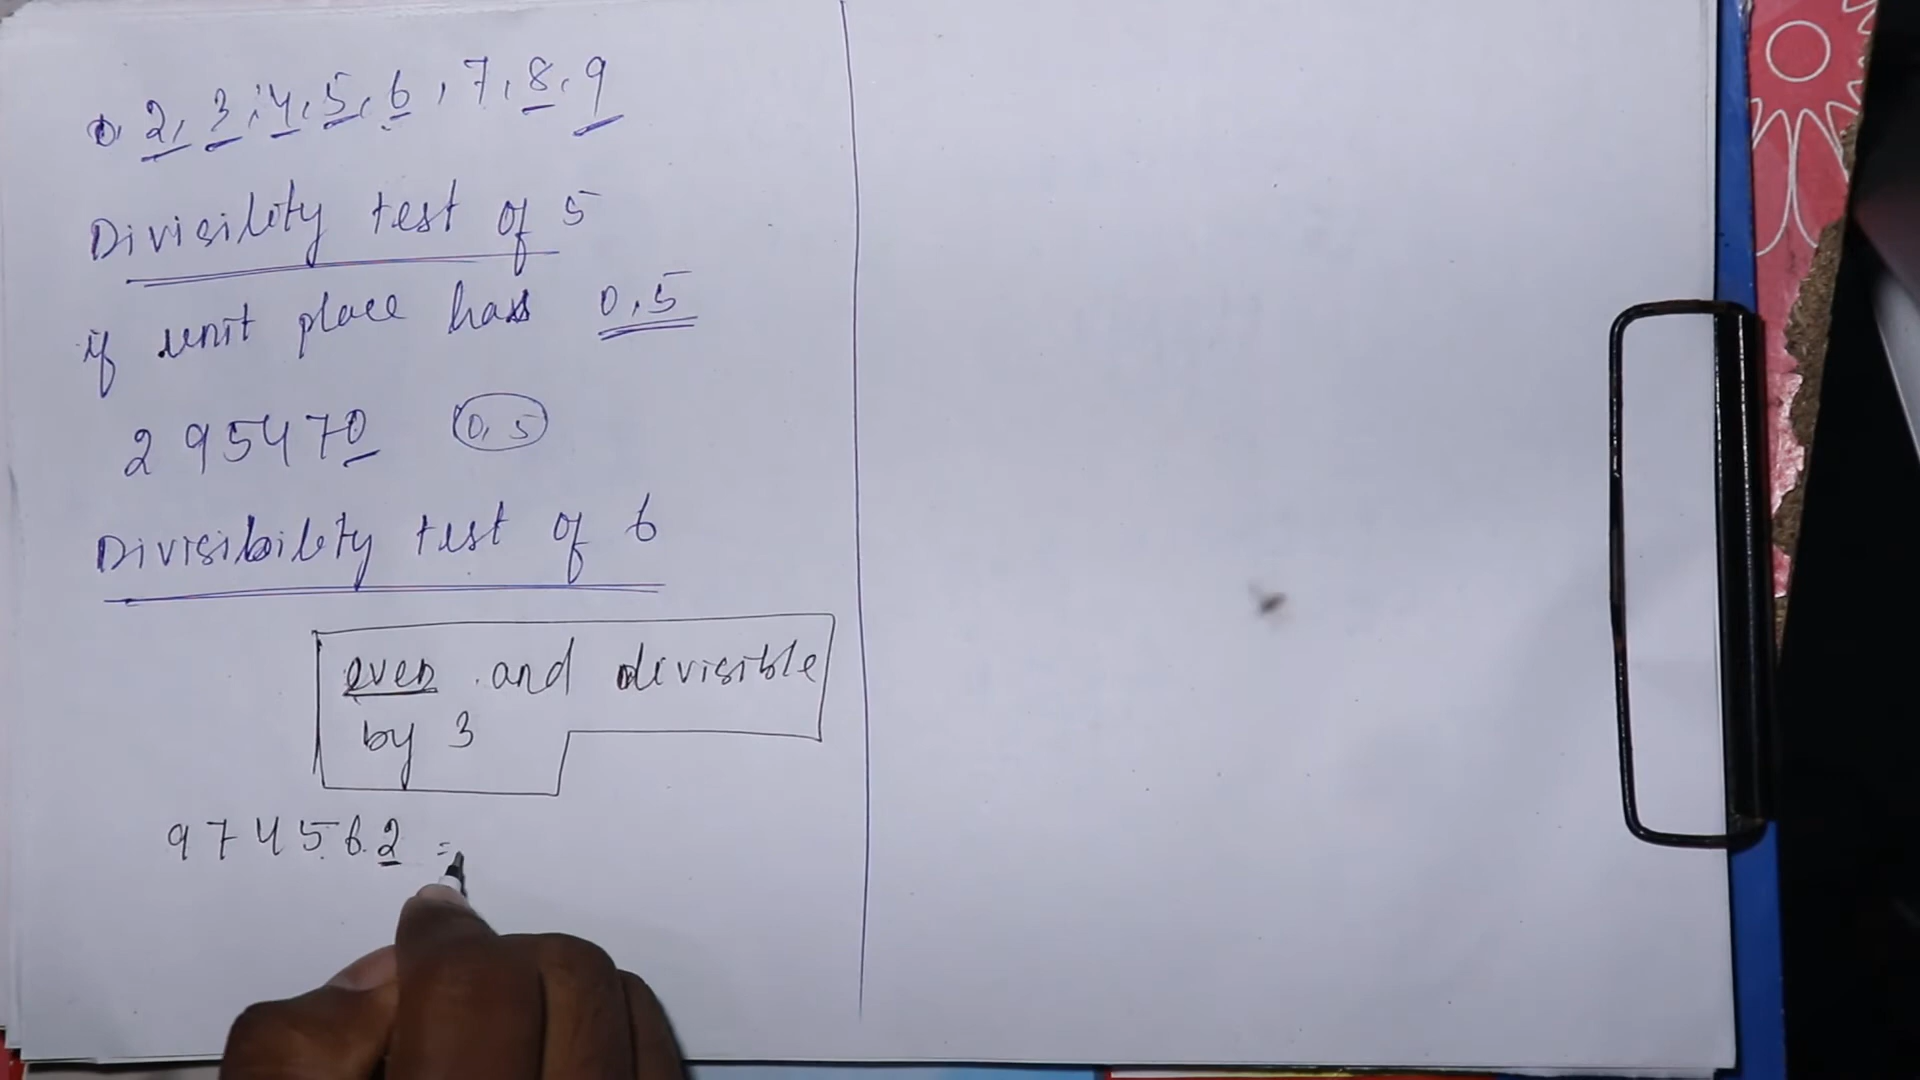 2, 3, 4, 5, 6, 7, 8, 9
Divisility test of 5
if unit place has 0, 5
295470 0, 5
Divisibility test of 6
even and divisible
by 3
974562 =